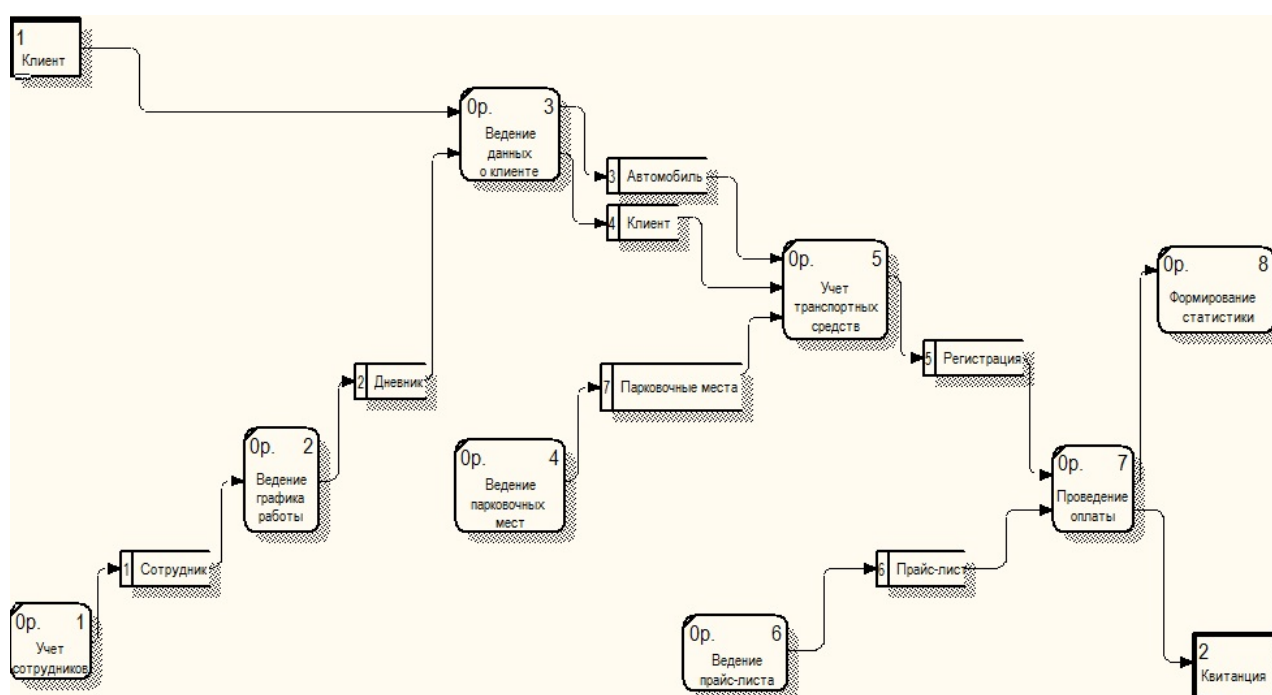 1
Клиент
0р. 3
Ведение
данных
о клиенте
3 Автомобиль
4 Клиент
0р. 5
Учет
транспортных
средств
0р. 8
Формирование
статистики
5 Регистрация
2 Дневник
7 Парковочные места
0р. 2
Ведение
графика
работы
0р. 4
Ведение
парковочных
мест
0р. 7
Проведение
оплаты
1 Сотрудник
6 Прайс-лист
0р. 1
Учет
сотрудников
0р. 6
Ведение
прайс-листа
2
Квитанция